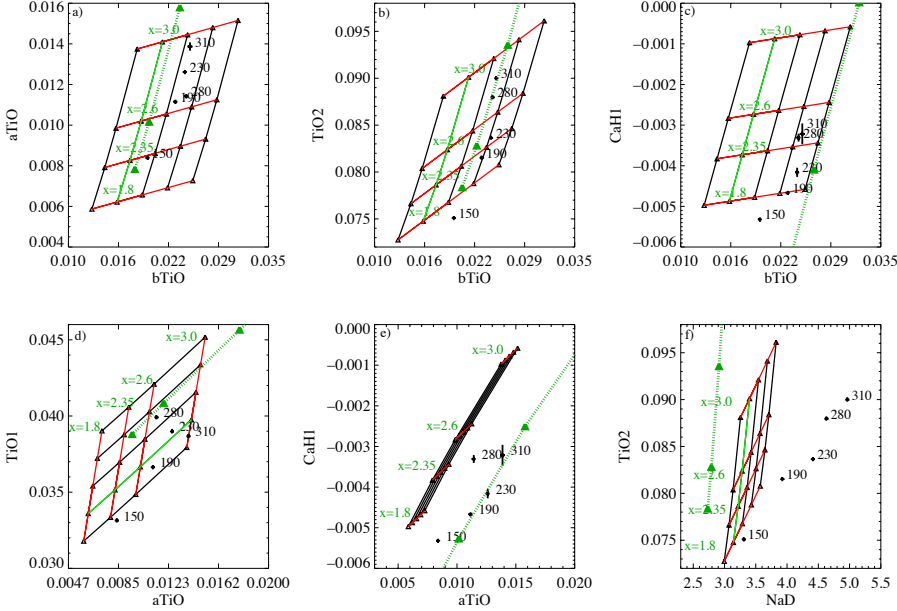 a)
0.016
0.014
0.012
0.010
0.008
0.006
0.004
aTiO
x=3.0
310
230
280
190
x=2.6
x=2.35
150
x=1.8
0.010
0.016
0.022
0.029
0.035
bTiO
b)
0.095
0.090
0.085
0.080
0.075
TiO2
x=3.0
310
280
x=2.6
230
190
x=2.35
x=1.8
150
0.010
0.016
0.022
0.029
0.035
bTiO
c)
0.000
−0.001
−0.002
−0.003
−0.004
−0.005
−0.006
CaH1
x=3.0
x=2.6
310
280
x=2.35
230
190
x=1.8
150
0.010
0.016
0.022
0.029
0.035
bTiO
d)
0.045
0.040
0.035
0.030
TiO1
x=3.0
x=2.6
x=2.35
280
x=1.8
230
310
190
150
0.0047
0.0085
0.0123
0.0162
0.0200
aTiO
e)
0.000
−0.001
−0.002
−0.003
−0.004
−0.005
−0.006
CaH1
x=3.0
x=2.6
280
310
x=2.35
230
x=1.8
190
150
0.005
0.010
0.015
0.020
aTiO
f)
0.095
0.090
0.085
0.080
0.075
TiO2
x=3.0
310
280
x=2.6
230
190
x=2.35
x=1.8
150
2.5
3.0
3.5
4.0
4.5
5.0
5.5
NaD